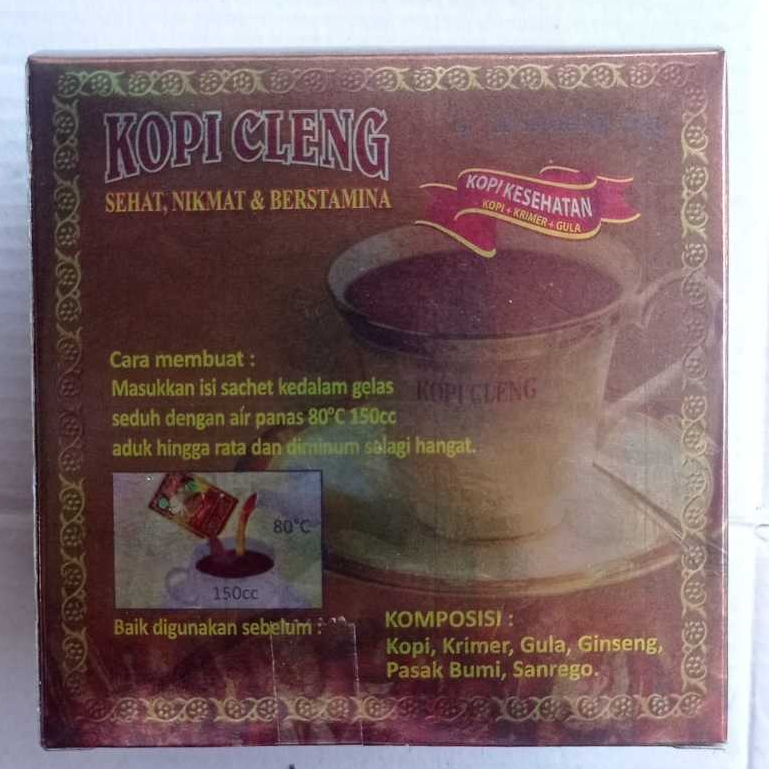 KOPI CLENG
SEHAT, NIKMAT & BERSTAMINA
KOPI KESEHATAN
KOPI + KRIMER + GULA
KOPI CLENG
Cara membuat :
Masukkan isi sachet kedalam gelas
seduh dengan air panas 80°C 150cc
aduk hingga rata dan diminum selagi hangat.
80°C
150cc
Baik digunakan sebelum :
KOMPOSISI :
Kopi, Krimer, Gula, Ginseng,
Pasak Bumi, Sanrego.